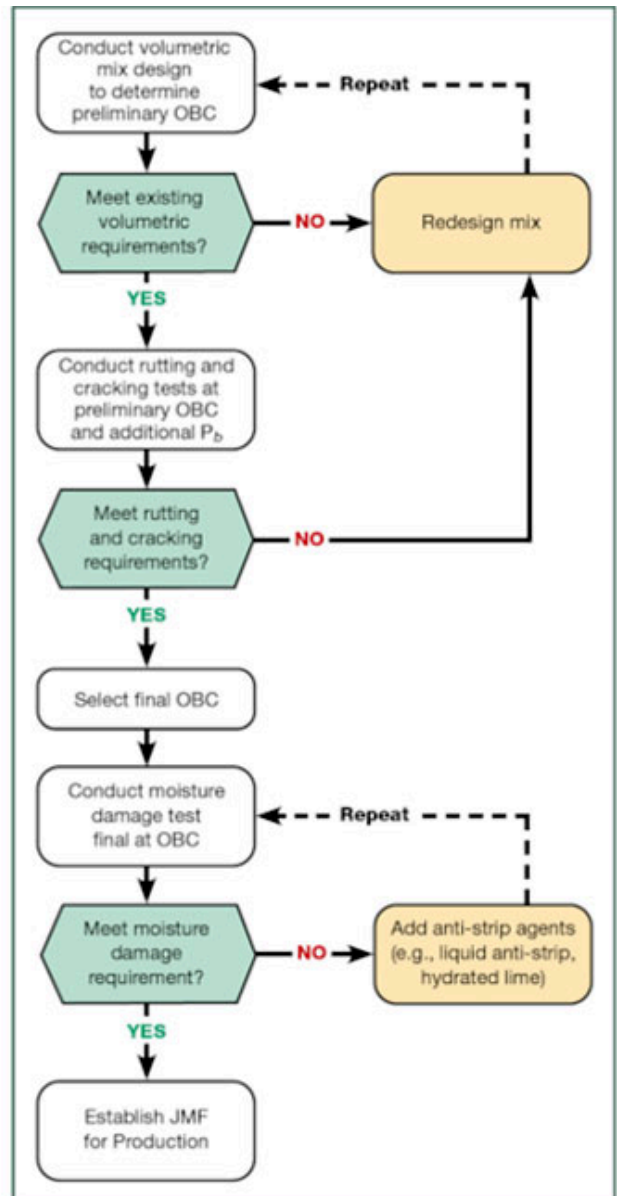 Conduct volumetric
mix design
to determine
preliminary OBC
Repeat
Meet existing
volumetric
requirements?
NO
Redesign mix
YES
Conduct rutting and
cracking tests at
preliminary OBC
and additional Pb
Meet rutting
and cracking
requirements?
NO
YES
Select final OBC
Conduct moisture
damage test
final at OBC
Repeat
Meet moisture
damage
requirement?
NO
Add anti-strip agents
(e.g., liquid anti-strip,
hydrated lime)
YES
Establish JMF
for Production